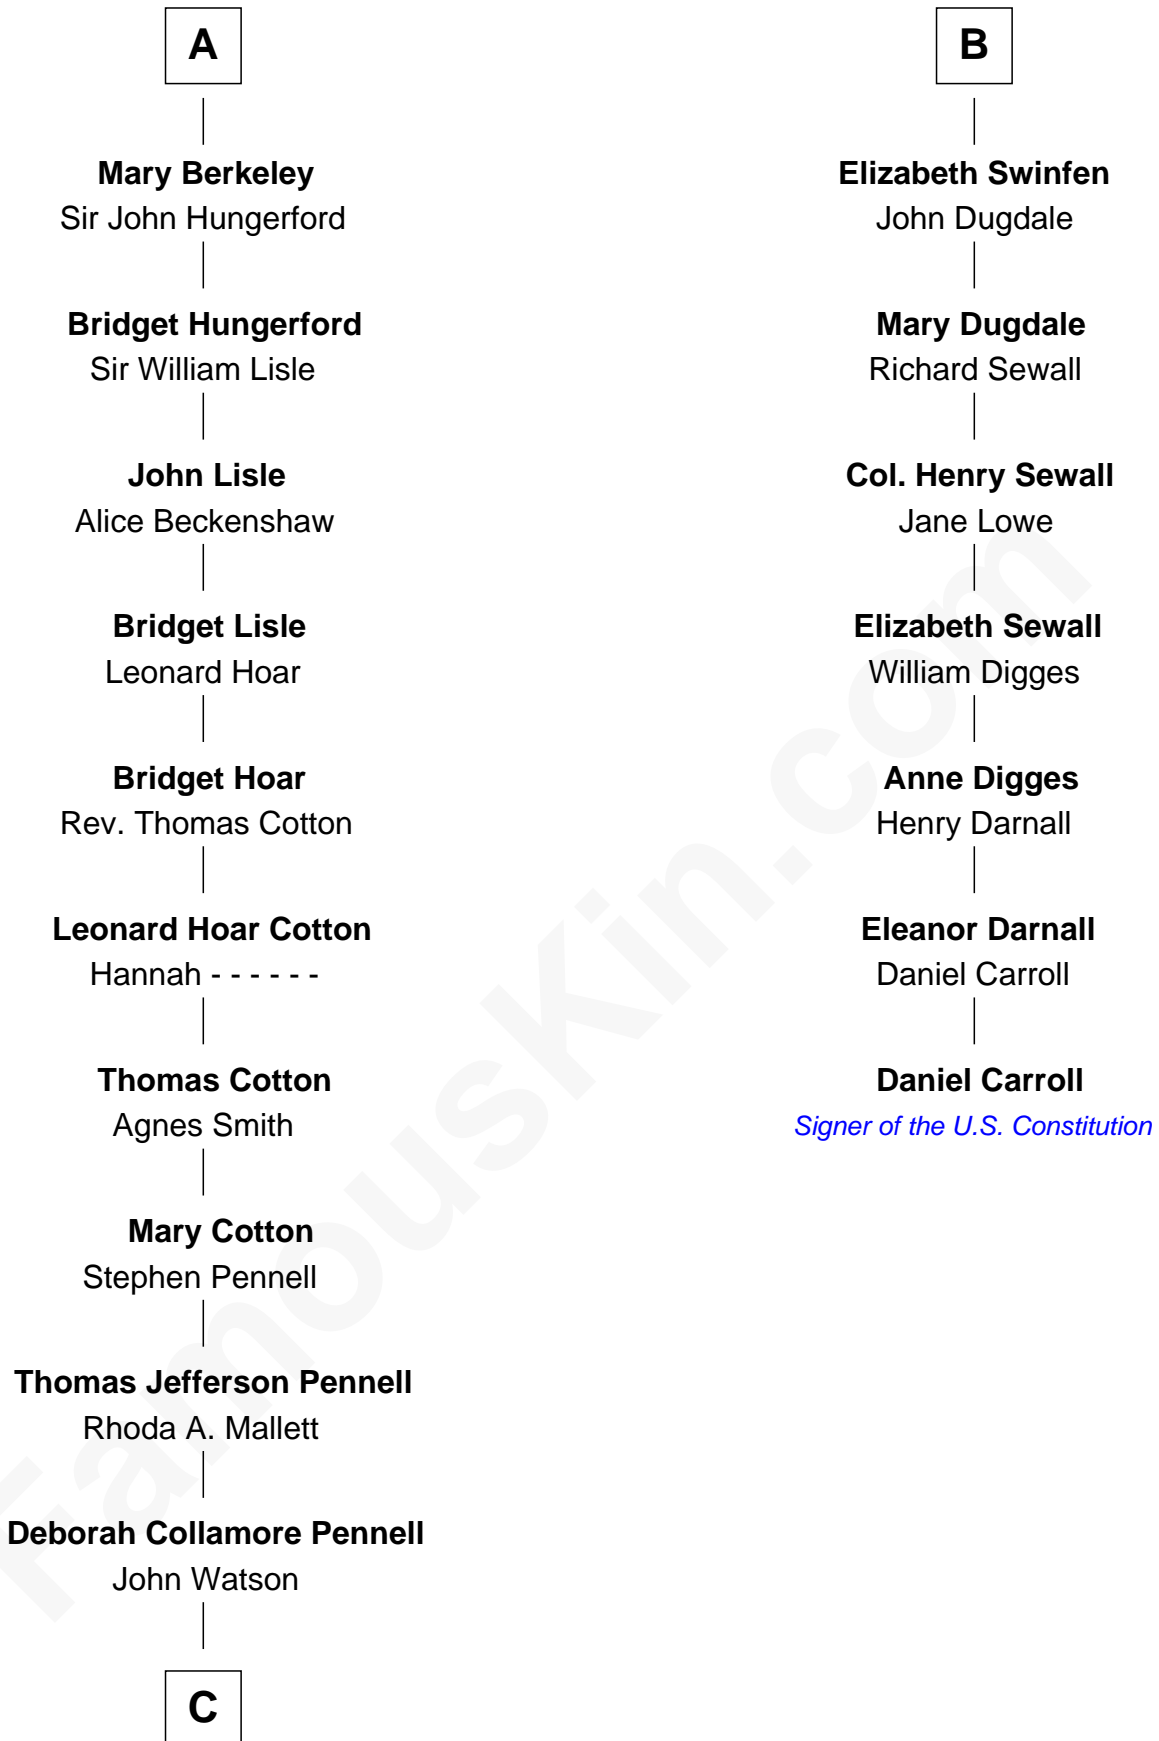 A
Mary Berkeley
Sir John Hungerford
Bridget Hungerford
Sir William Lisle
John Lisle
Alice Beckenshaw
Bridget Lisle
Leonard Hoar
Bridget Hoar
Rev. Thomas Cotton
Leonard Hoar Cotton
Hannah - - - - - -
Thomas Cotton
Agnes Smith
Mary Cotton
Stephen Pennell
Thomas Jefferson Pennell
Rhoda A. Mallett
Deborah Collamore Pennell
John Watson
C
B
Elizabeth Swinfen
John Dugdale
Mary Dugdale
Richard Sewall
Col. Henry Sewall
Jane Lowe
Elizabeth Sewall
William Digges
Anne Digges
Henry Darnall
Eleanor Darnall
Daniel Carroll
Daniel Carroll
Signer of the U.S. Constitution
FamousKin.com